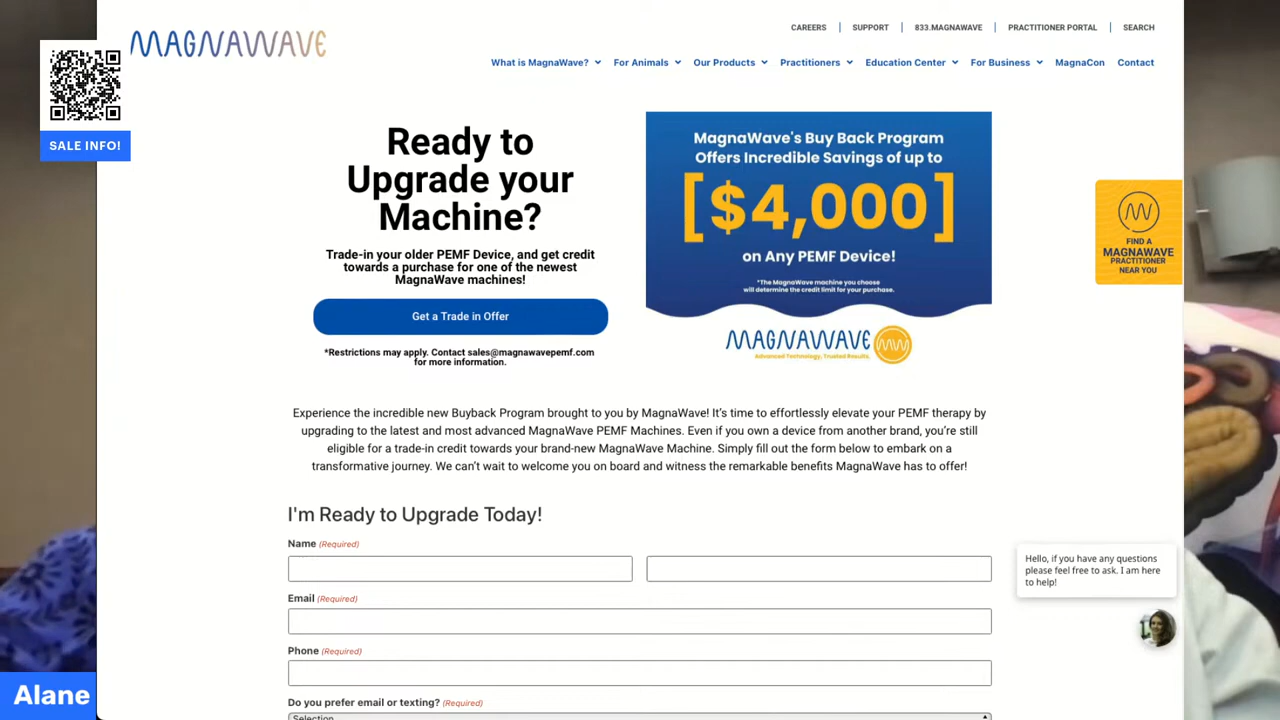 MAGNAWAVE
CAREERS
SUPPORT
833.MAGNAWAVE
PRACTITIONER PORTAL
SEARCH
What is MagnaWave?
For Animals
Our Products
Practitioners
Education Center
For Business
MagnaCon
Contact
SALE INFO!
Ready to
Upgrade your
Machine?
Trade-in your older PEMF Device, and get credit
towards a purchase for one of the newest
MagnaWave machines!
Get a Trade in Offer
*Restrictions may apply. Contact sales@magnawavepemf.com
for more information.
MagnaWave's Buy Back Program
Offers Incredible Savings of up to
[$4,000]
on Any PEMF Device!
*The MagnaWave machine you choose
will determine the credit limit for your purchase.
MAGNAWAVE
Advanced Technology, Trusted Results.
FIND A
MAGNAWAVE
PRACTITIONER
NEAR YOU
Experience the incredible new Buyback Program brought to you by MagnaWave! It's time to effortlessly elevate your PEMF therapy by
upgrading to the latest and most advanced MagnaWave PEMF Machines. Even if you own a device from another brand, you're still
eligible for a trade-in credit towards your brand-new MagnaWave Machine. Simply fill out the form below to embark on a
transformative journey. We can't wait to welcome you on board and witness the remarkable benefits MagnaWave has to offer!
I'm Ready to Upgrade Today!
Name (Required)
Email (Required)
Phone (Required)
Do you prefer email or texting? (Required)
Selection
Hello, if you have any questions
please feel free to ask. I am here
to help!
Alane